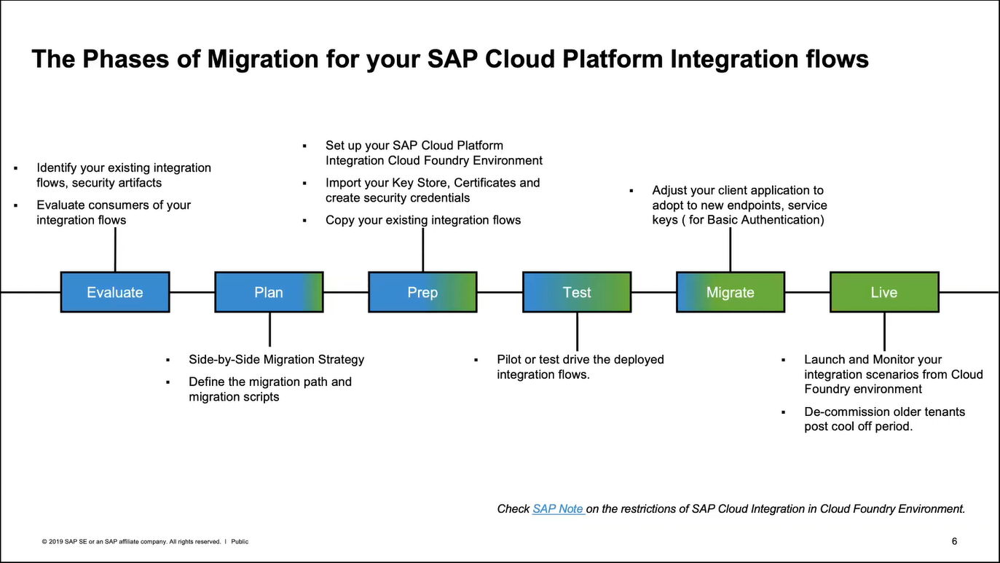 The Phases of Migration for your SAP Cloud Platform Integration flows
▪ Identify your existing integration
flows, security artifacts
▪ Evaluate consumers of your
integration flows
▪ Set up your SAP Cloud Platform
Integration Cloud Foundry Environment
▪ Import your Key Store, Certificates and
create security credentials
▪ Copy your existing integration flows
▪ Adjust your client application to
adopt to new endpoints, service
keys ( for Basic Authentication)
Evaluate
Plan
Prep
Test
Migrate
Live
▪ Side-by-Side Migration Strategy
▪ Define the migration path and
migration scripts
▪ Pilot or test drive the deployed
integration flows.
▪ Launch and Monitor your
integration scenarios from Cloud
Foundry environment
▪ De-commission older tenants
post cool off period.
Check SAP Note on the restrictions of SAP Cloud Integration in Cloud Foundry Environment.
© 2019 SAP SE or an SAP affiliate company. All rights reserved. | Public
6